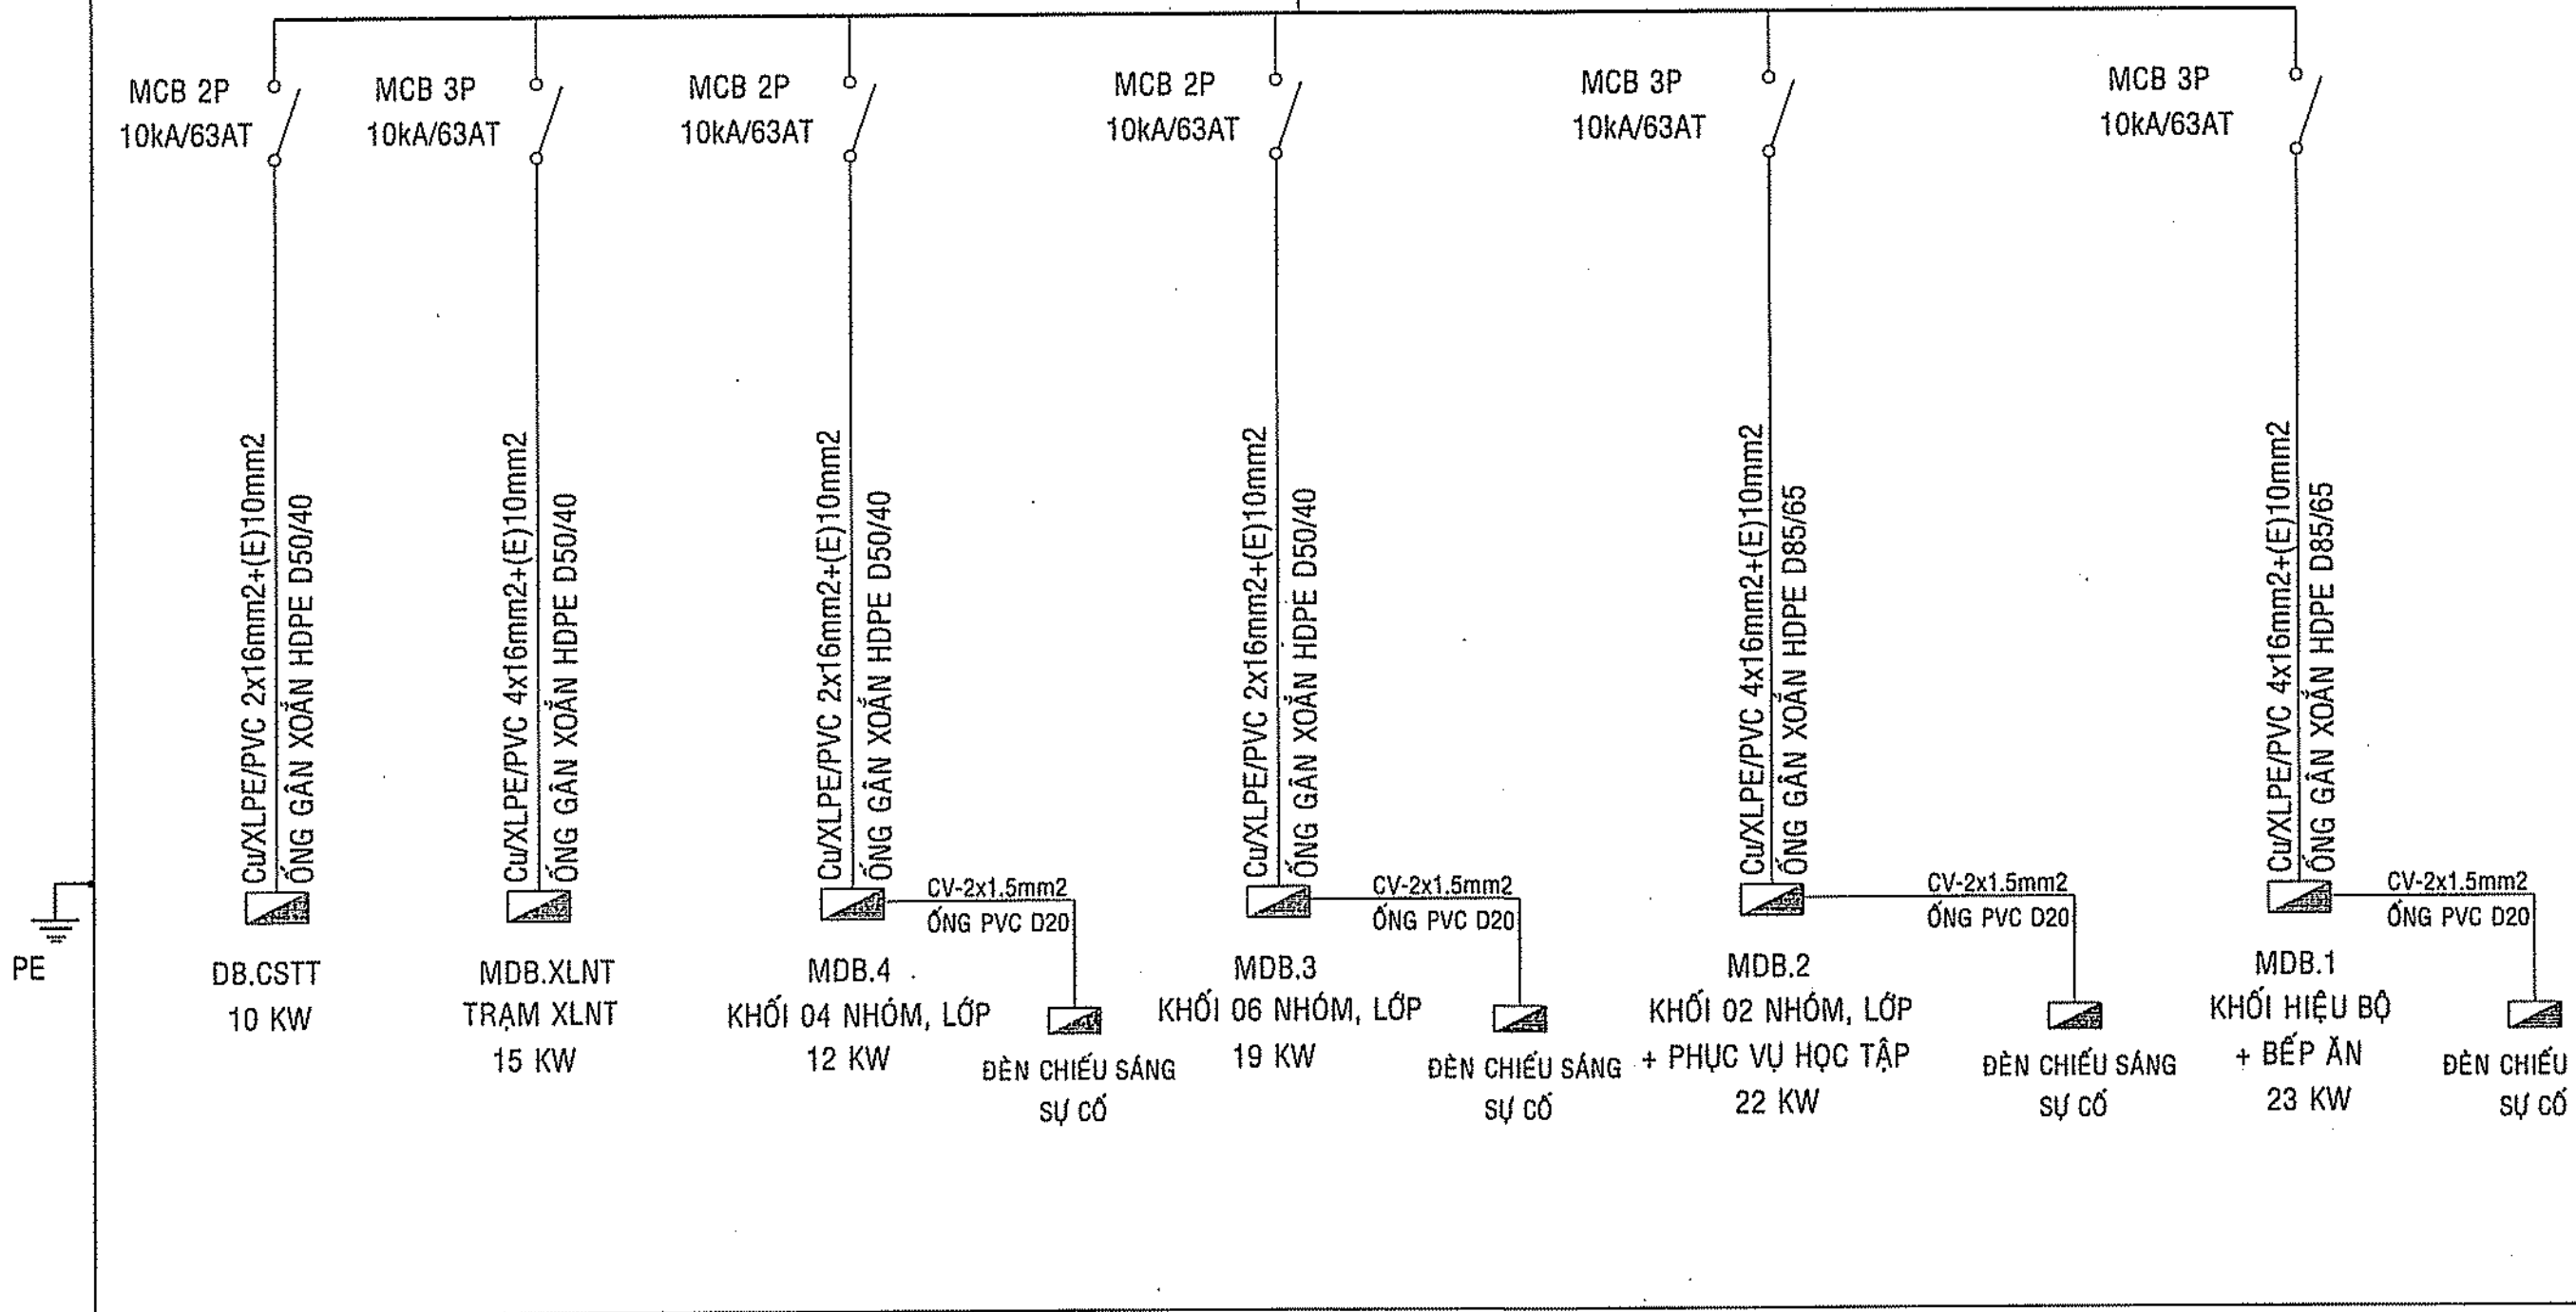 MCB 2P
10kA/63AT
MCB 3P
10kA/63AT
MCB 2P
10kA/63AT
MCB 2P
10kA/63AT
MCB 3P
10kA/63AT
MCB 3P
10kA/63AT
Cu/XLPE/PVC 2x16mm2+(E)10mm2
ỐNG GÂN XOẮN HDPE D50/40
Cu/XLPE/PVC 4x16mm2+(E)10mm2
ỐNG GÂN XOẮN HDPE D50/40
Cu/XLPE/PVC 2x16mm2+(E)10mm2
ỐNG GÂN XOẮN HDPE D50/40
Cu/XLPE/PVC 2x16mm2+(E)10mm2
ỐNG GÂN XOẮN HDPE D50/40
Cu/XLPE/PVC 4x16mm2+(E)10mm2
ỐNG GÂN XOẮN HDPE D85/65
Cu/XLPE/PVC 4x16mm2+(E)10mm2
ỐNG GÂN XOẮN HDPE D85/65
PE
DB.CSTT
10 KW
MDB.XLNT
TRẠM XLNT
15 KW
MDB.4
KHỐI 04 NHÓM, LỚP
12 KW
CV-2x1.5mm2
ỐNG PVC D20
ĐÈN CHIẾU SÁNG
SỰ CỐ
MDB.3
KHỐI 06 NHÓM, LỚP
19 KW
CV-2x1.5mm2
ỐNG PVC D20
ĐÈN CHIẾU SÁNG
SỰ CỐ
MDB.2
KHỐI 02 NHÓM, LỚP
+ PHỤC VỤ HỌC TẬP
22 KW
CV-2x1.5mm2
ỐNG PVC D20
ĐÈN CHIẾU SÁNG
SỰ CỐ
MDB.1
KHỐI HIỆU BỘ
+ BẾP ĂN
23 KW
CV-2x1.5mm2
ỐNG PVC D20
ĐÈN CHIẾU
SỰ CỐ